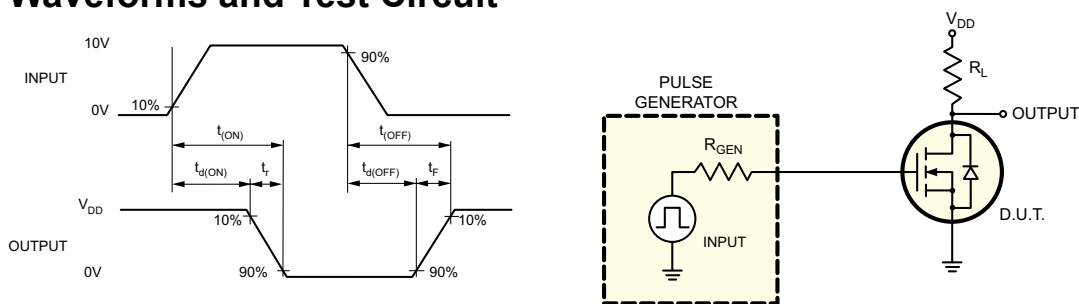 Waveforms and Test Circuit
10V
INPUT
0V
10%
90%
t(ON)
t(OFF)
td(ON)
tr
td(OFF)
tF
VDD
OUTPUT
0V
10%
90%
90%
10%
PULSE
GENERATOR
RGEN
INPUT
VDD
RL
OUTPUT
D.U.T.